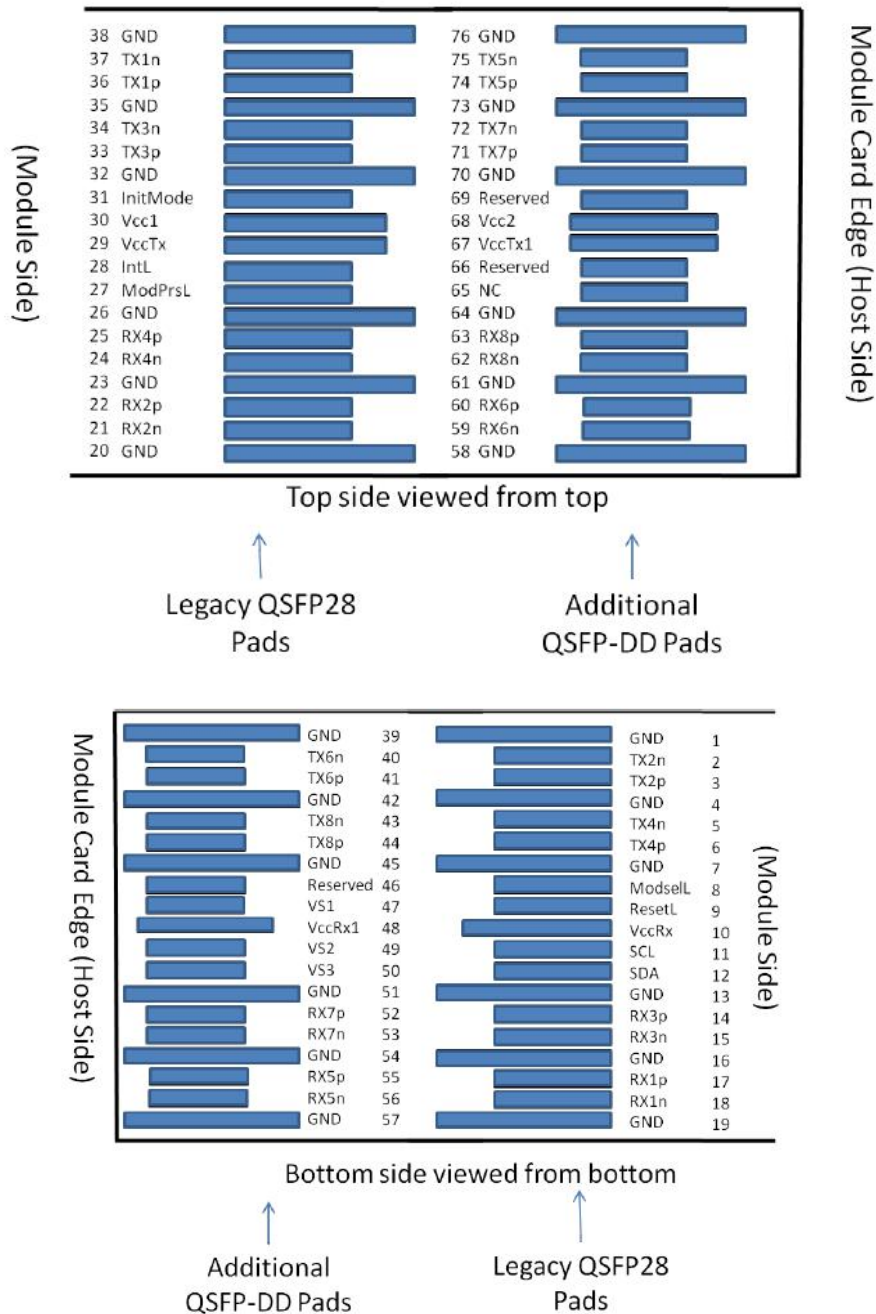 (Module Side)
38 GND
37 TX1n
36 TX1p
35 GND
34 TX3n
33 TX3p
32 GND
31 InitMode
30 Vcc1
29 VccTx
28 IntL
27 ModPrsL
26 GND
25 RX4p
24 RX4n
23 GND
22 RX2p
21 RX2n
20 GND
76 GND
75 TX5n
74 TX5p
73 GND
72 TX7n
71 TX7p
70 GND
69 Reserved
68 Vcc2
67 VccTx1
66 Reserved
65 NC
64 GND
63 RX8p
62 RX8n
61 GND
60 RX6p
59 RX6n
58 GND
Module Card Edge (Host Side)
Top side viewed from top
Legacy QSFP28
Pads
Additional
QSFP-DD Pads
Module Card Edge (Host Side)
GND 39
TX6n 40
TX6p 41
GND 42
TX8n 43
TX8p 44
GND 45
Reserved 46
VS1 47
VccRx1 48
VS2 49
VS3 50
GND 51
RX7p 52
RX7n 53
GND 54
RX5p 55
RX5n 56
GND 57
GND 1
TX2n 2
TX2p 3
GND 4
TX4n 5
TX4p 6
GND 7
ModselL 8
ResetL 9
VccRx 10
SCL 11
SDA 12
GND 13
RX3p 14
RX3n 15
GND 16
RX1p 17
RX1n 18
GND 19
(Module Side)
Bottom side viewed from bottom
Additional
QSFP-DD Pads
Legacy QSFP28
Pads